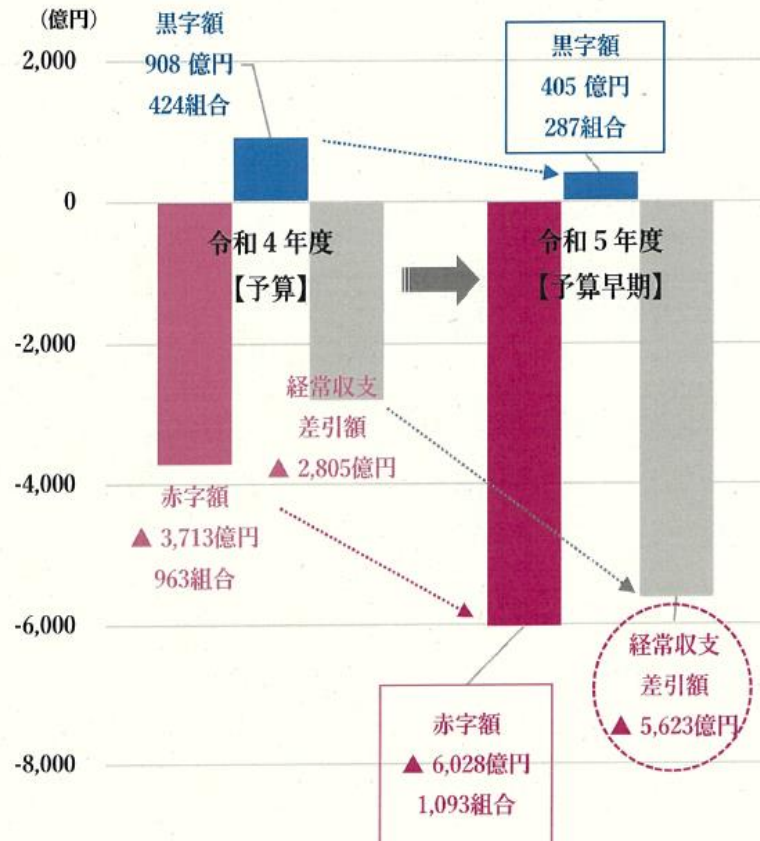 (億円)
2,000
0
-2,000
-4,000
-6,000
-8,000
黒字額
908 億円
424組合
黒字額
405 億円
287組合
令和4年度
【予算】
令和5年度
【予算早期】
経常収支
差引額
▲ 2,805億円
赤字額
▲ 3,713億円
963組合
経常収支
差引額
▲ 5,623億円
赤字額
▲ 6,028億円
1,093組合